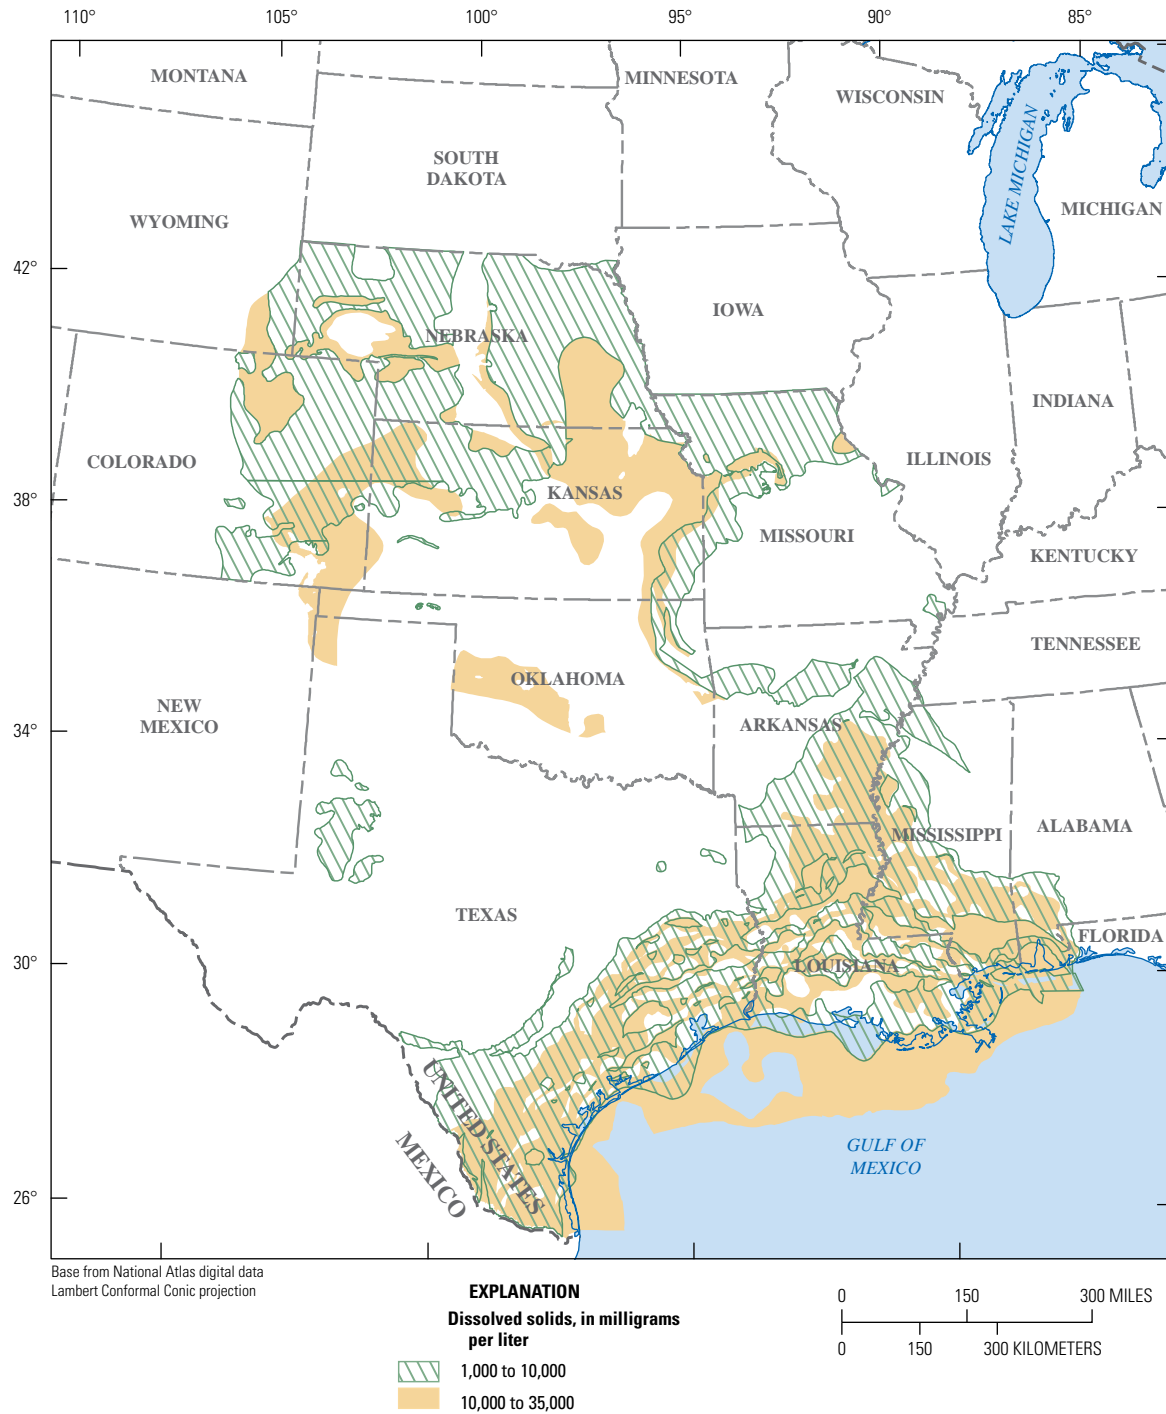 110°
105°
100°
95°
90°
85°
MONTANA
MINNESOTA
WISCONSIN
SOUTH
DAKOTA
LAKE MICHIGAN
MICHIGAN
WYOMING
42°
IOWA
NEBRASKA
INDIANA
COLORADO
ILLINOIS
38°
KANSAS
MISSOURI
KENTUCKY
TENNESSEE
OKLAHOMA
NEW
MEXICO
34°
ARKANSAS
MISSISSIPPI
ALABAMA
TEXAS
FLORIDA
30°
LOUISIANA
UNITED STATES
MEXICO
GULF OF
MEXICO
26°
Base from National Atlas digital data
Lambert Conformal Conic projection
EXPLANATION
Dissolved solids, in milligrams
per liter
1,000 to 10,000
10,000 to 35,000
0 150 300 MILES
0 150 300 KILOMETERS